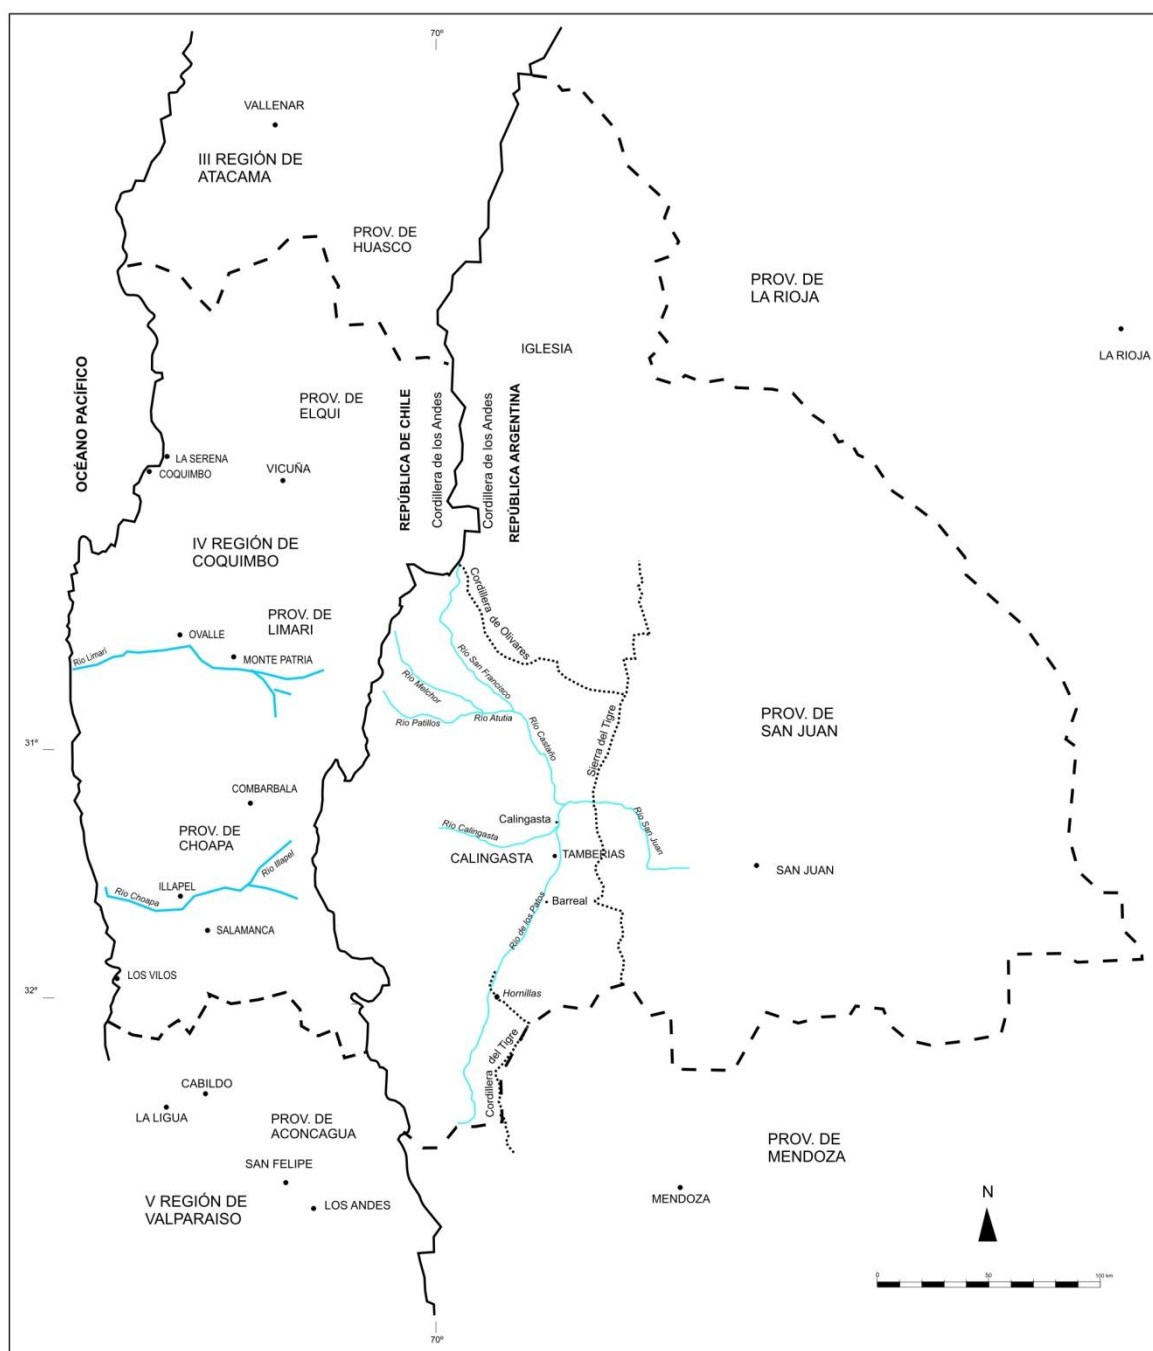 70º
VALLENAR
III REGIÓN DE
ATACAMA
PROV. DE
HUASCO
PROV. DE
LA RIOJA
LA RIOJA
IGLESIA
OCÉANO PACÍFICO
PROV. DE
ELQUI
REPÚBLICA DE CHILE
Cordillera de los Andes
Cordillera de los Andes
REPÚBLICA ARGENTINA
LA SERENA
COQUIMBO
VICUÑA
IV REGIÓN DE
COQUIMBO
Cordillera de Olivares
PROV. DE
LIMARI
OVALLE
MONTE PATRIA
Río Limarí
Río San Francisco
Río Melchor
Río Patillos
Río Atutia
Río Castaño
Sierra del Tigre
PROV. DE
SAN JUAN
31º
COMBARBALA
Calingasta
Río Calingasta
Río San Juan
PROV. DE
CHOAPA
CALINGASTA
TAMBERIAS
SAN JUAN
Río Illapel
ILLAPEL
Río Choapa
Barreal
Río de los Patos
SALAMANCA
LOS VILOS
32º
Hornillas
Cordillera del Tigre
CABILDO
LA LIGUA
PROV. DE
ACONCAGUA
PROV. DE
MENDOZA
SAN FELIPE
V REGIÓN DE
VALPARAISO
LOS ANDES
MENDOZA
N
0 50 100 km
70º